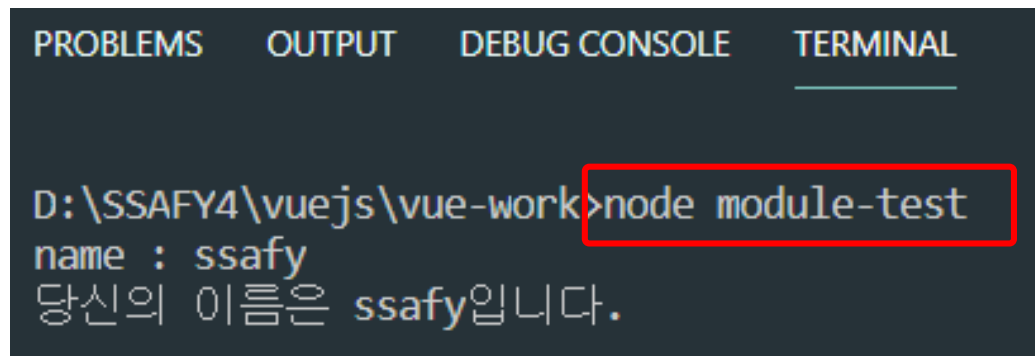 PROBLEMS OUTPUT DEBUG CONSOLE TERMINAL
D:\SSAFY4\vuejs\vue-work>node module-test
name : ssafy
당신의 이름은 ssafy입니다.